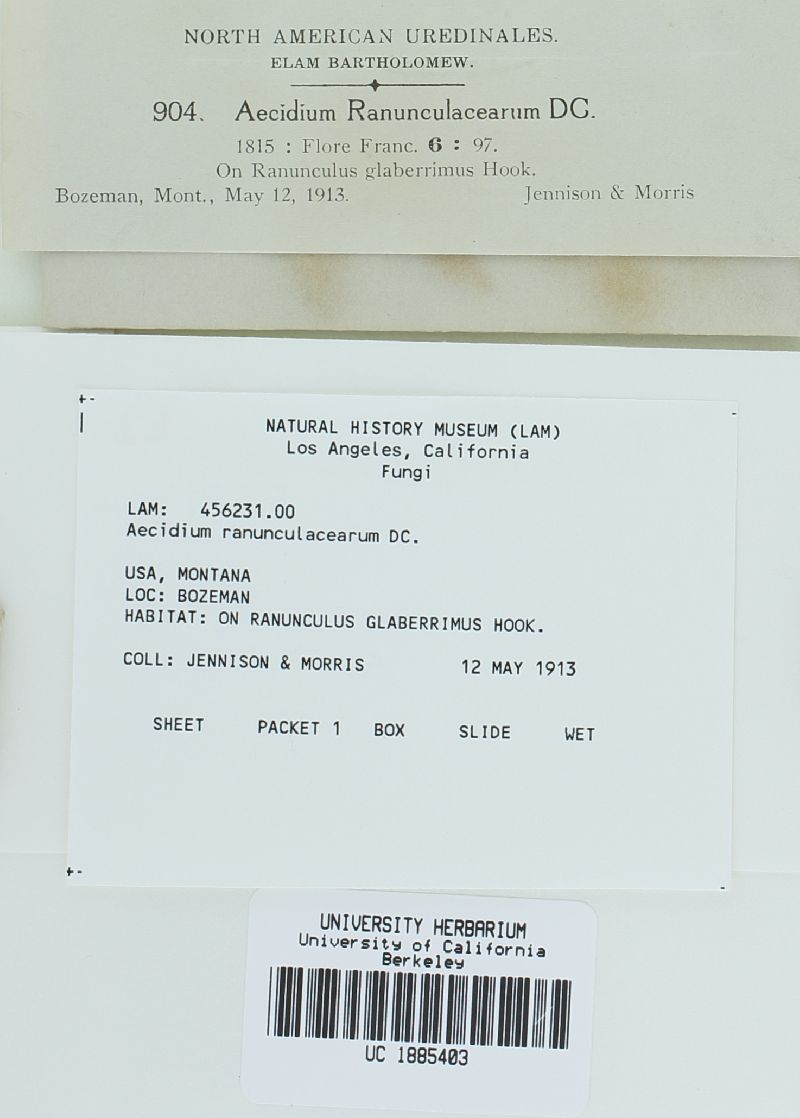 NORTH AMERICAN UREDINALES.
ELAM BARTHOLOMEW.
904. Aecidium Ranunculacearum DC.
1815 : Flore Franc. 6 : 97.
On Ranunculus glaberrimus Hook.
Bozeman, Mont., May 12, 1913. Jennison & Morris
NATURAL HISTORY MUSEUM (LAM)
Los Angeles, California
Fungi
LAM: 456231.00
Aecidium ranunculacearum DC.
USA, MONTANA
LOC: BOZEMAN
HABITAT: ON RANUNCULUS GLABERRIMUS HOOK.
COLL: JENNISON & MORRIS 12 MAY 1913
SHEET PACKET 1 BOX SLIDE WET
UNIVERSITY HERBARIUM
University of California
Berkeley
UC 1885403